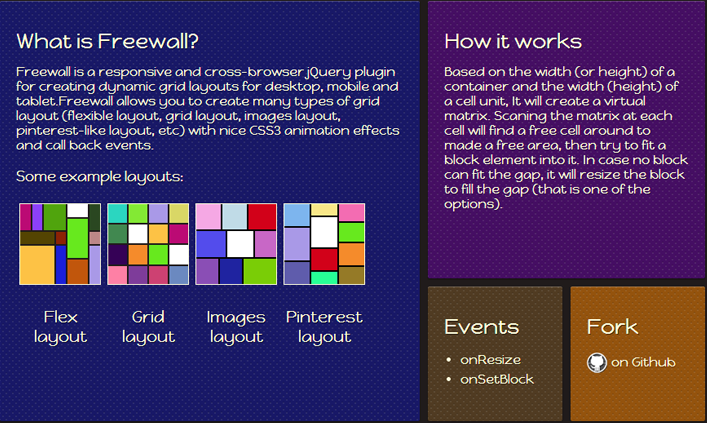 What is Freewall?
Freewall is a responsive and cross-browser jQuery plugin
for creating dynamic grid layouts for desktop, mobile and
tablet.Freewall allows you to create many types of grid
layout (flexible layout, grid layout, images layout,
pinterest-like layout, etc) with nice CSS3 animation effects
and call back events.
Some example layouts:
Flex
layout
Grid
layout
Images
layout
Pinterest
layout
How it works
Based on the width (or height) of a
container and the width (height) of
a cell unit, It will create a virtual
matrix. Scaning the matrix at each
cell will find a free cell around to
made a free area, then try to fit a
block element into it. In case no block
can fit the gap, it will resize the block
to fill the gap (that is one of the
options).
Events
• onResize
• onSetBlock
Fork
on Github